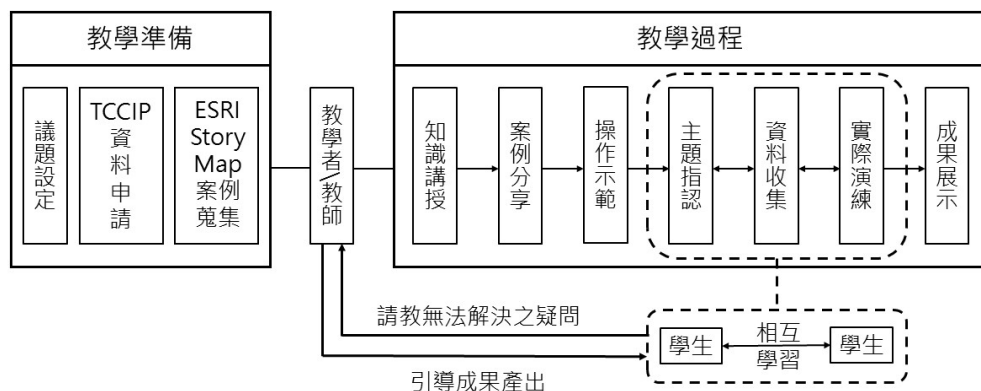 教學準備
議題設定
TCCIP
資料申請
ESRI
Story
Map
案例
蒐集
教學者\教師
教學過程
知識講授
案例分享
操作示範
主題指認
資料收集
實際演練
成果展示
請教無法解決之疑問
引導成果產出
學生
相互
學習
學生